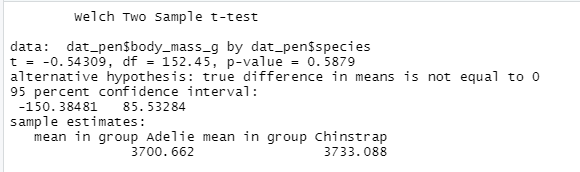 Welch Two Sample t-test
data: dat_pen$body_mass_g by dat_pen$species
t = -0.54309, df = 152.45, p-value = 0.5879
alternative hypothesis: true difference in means is not equal to 0
95 percent confidence interval:
-150.38481 85.53284
sample estimates:
mean in group Adelie mean in group Chinstrap
3700.662 3733.088